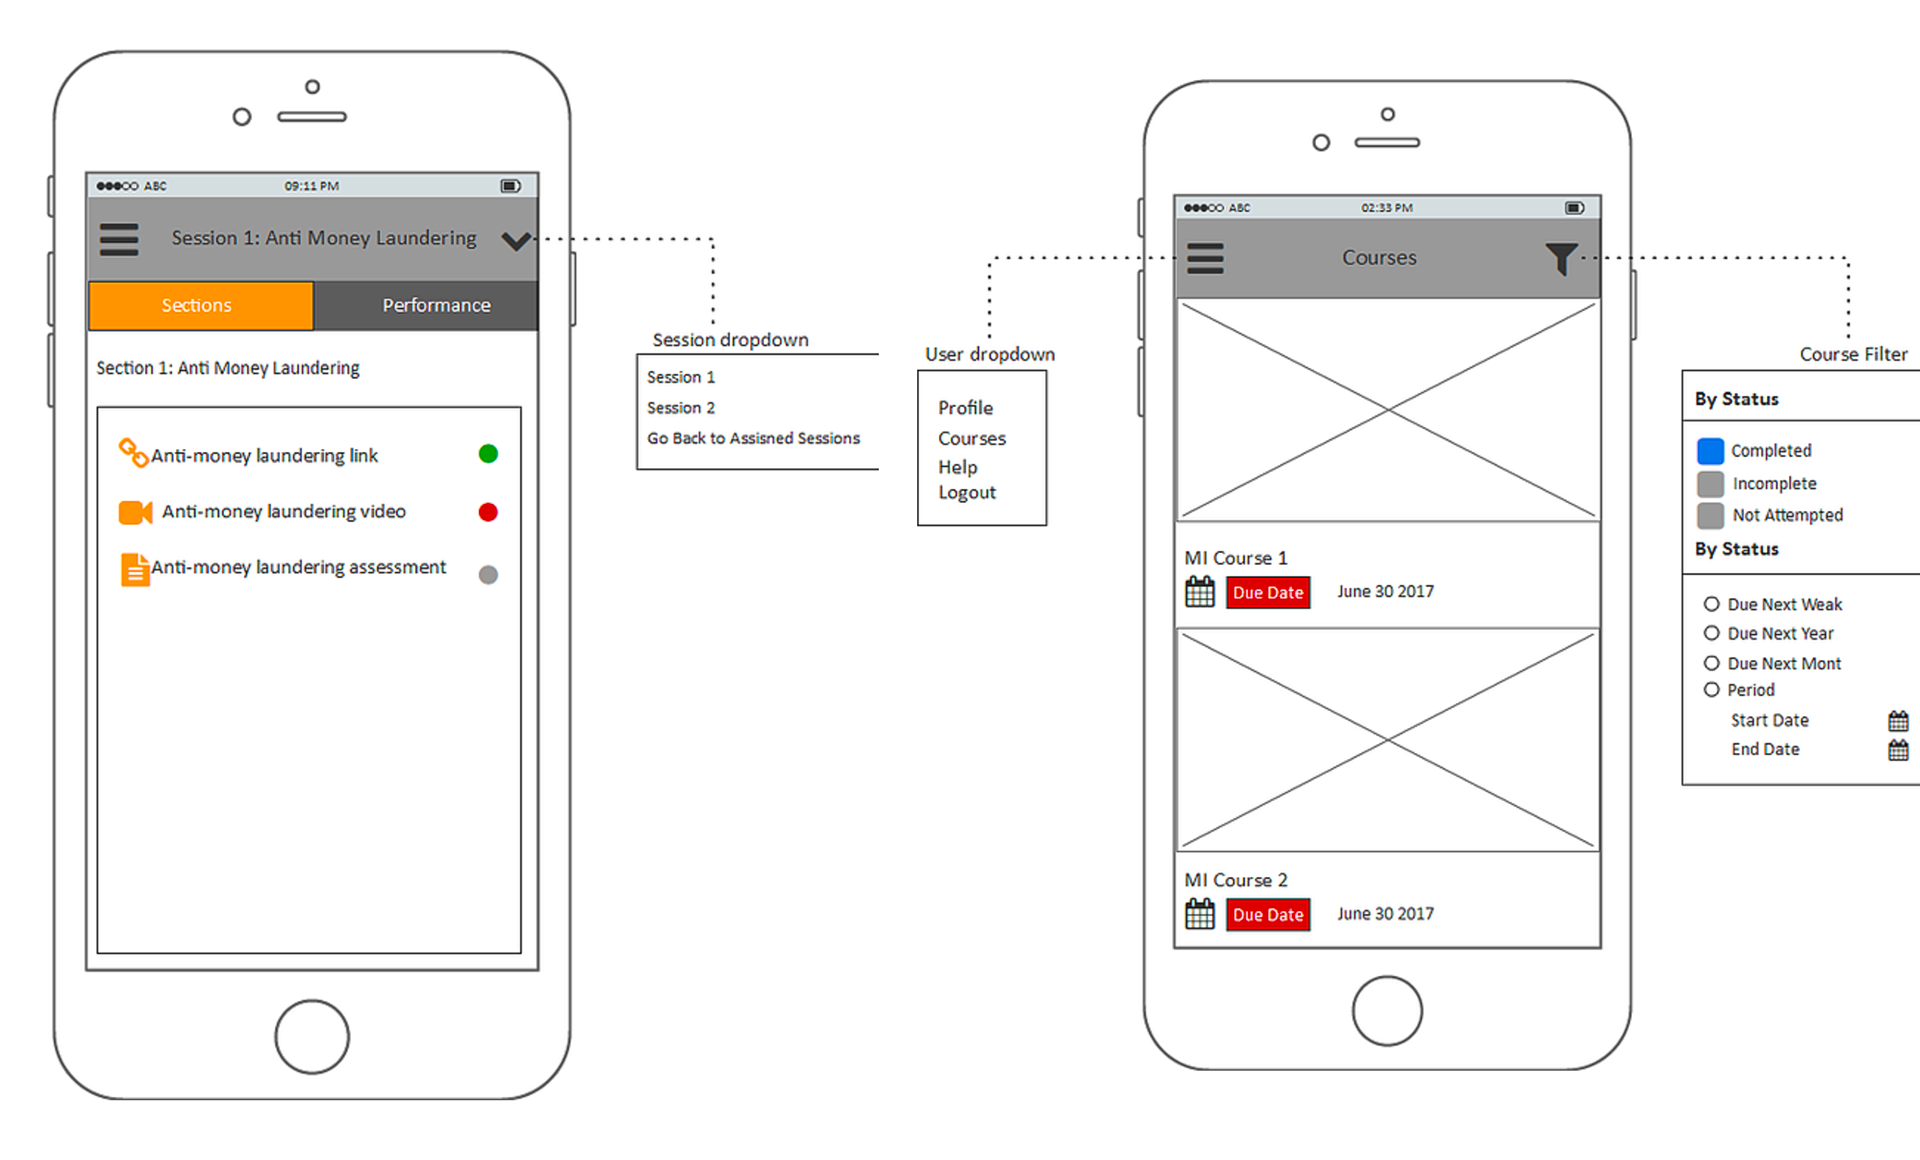 ABC 09:11 PM
Session 1: Anti Money Laundering
Sections Performance
Section 1: Anti Money Laundering
Anti-money laundering link
Anti-money laundering video
Anti-money laundering assessment
Session dropdown
Session 1
Session 2
Go Back to Assisned Sessions
User dropdown
Profile
Courses
Help
Logout
ABC 02:33 PM
Courses
MI Course 1
Due Date June 30 2017
MI Course 2
Due Date June 30 2017
Course Filter
By Status
Completed
Incomplete
Not Attempted
By Status
Due Next Weak
Due Next Year
Due Next Mont
Period
Start Date
End Date